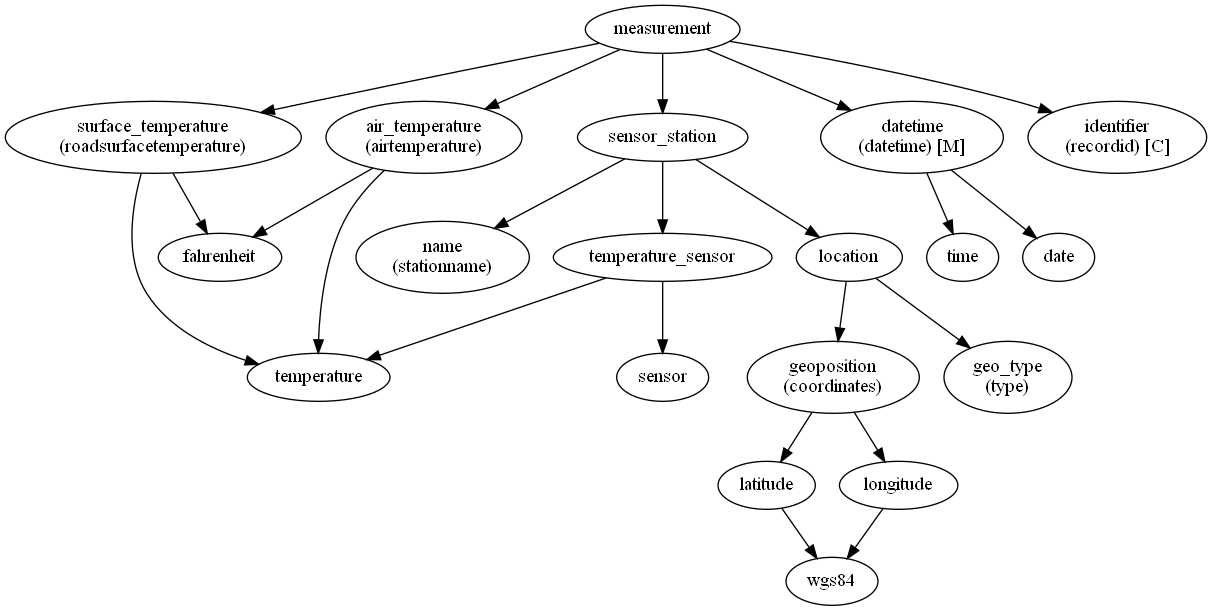 measurement
surface_temperature
(roadsurfacetemperature)
air_temperature
(airtemperature)
sensor_station
datetime
(datetime) [M]
identifier
(recordid) [C]
fahrenheit
name
(stationname)
temperature_sensor
location
time
date
temperature
sensor
geoposition
(coordinates)
geo_type
(type)
latitude
longitude
wgs84